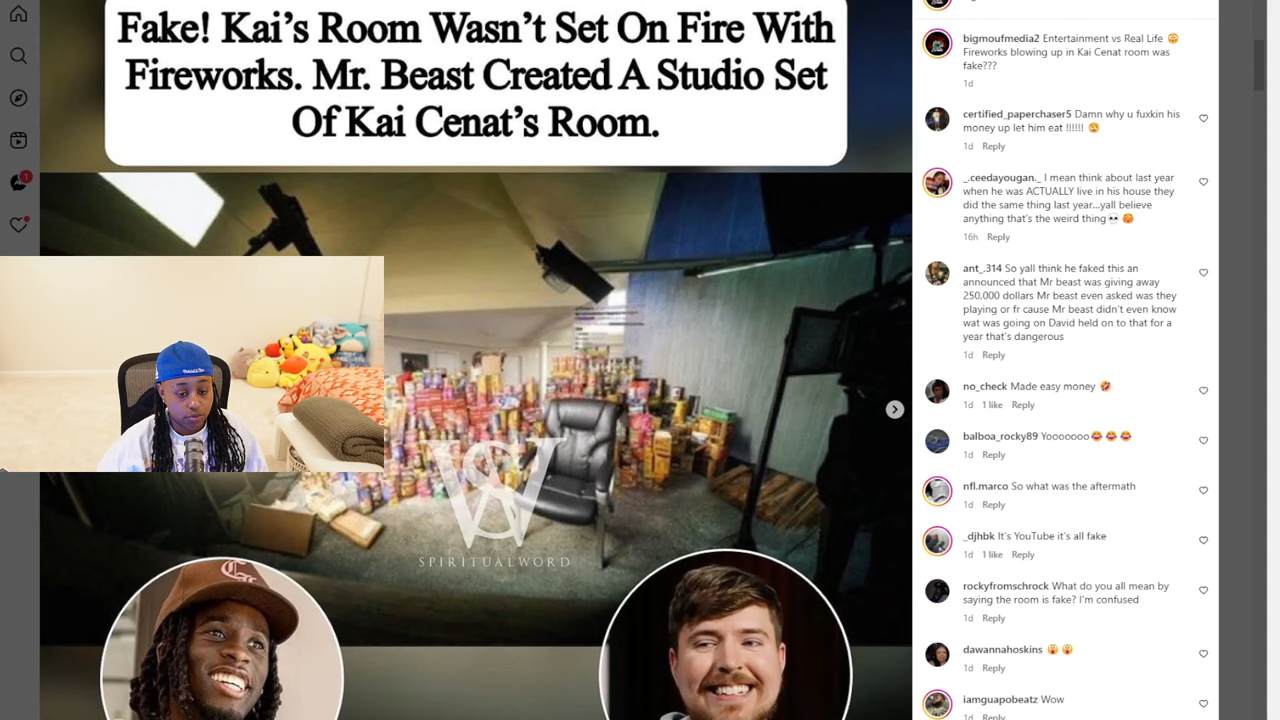 Fake! Kai’s Room Wasn’t Set On Fire With
Fireworks. Mr. Beast Created A Studio Set
Of Kai Cenat’s Room.
SPIRITUALWORD
1
bigmoufmedia2 Entertainment vs Real Life 😳
Fireworks blowing up in Kai Cenat room was
fake???
1d
certified_paperchaser5 Damn why u fuxkin his
money up let him eat !!!!!! 😩
1d Reply
_.ceedayougan._ I mean think about last year
when he was ACTUALLY live in his house they
did the same thing last year...yall believe
anything that’s the weird thing💀 🥵
16h Reply
ant_.314 So yall think he faked this an
announced that Mr beast was giving away
250,000 dollars Mr beast even asked was they
playing or fr cause Mr beast didn’t even know
wat was going on David held on to that for a
year that’s dangerous
1d Reply
no_check Made easy money 🤣
1d 1 like Reply
balboa_rocky89 Yooooooo😂 😂 😂
1d Reply
nfl.marco So what was the aftermath
1d Reply
_djhbk It’s YouTube it’s all fake
1d 1 like Reply
rockyfromschrock What do you all mean by
saying the room is fake? I’m confused
1d Reply
dawannahoskins 😲 😲
1d Reply
iamguapobeatz Wow
1d Reply